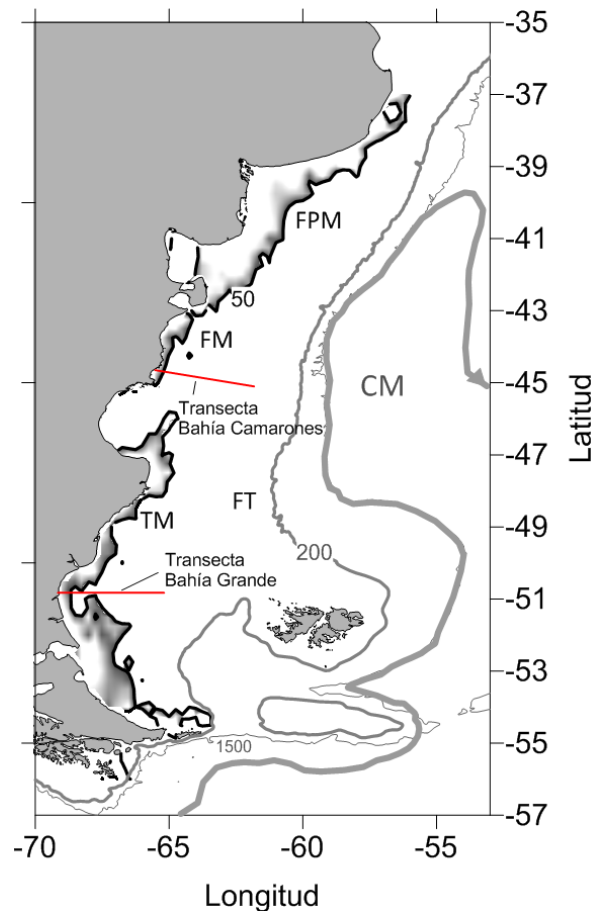 -35
-37
-39
-41
-43
-45
-47
-49
-51
-53
-55
-57
Latitud
FPM
50
FM
CM
Transecta
Bahía Camarones
FT
TM
200
Transecta
Bahía Grande
1500
-70
-65
-60
-55
Longitud